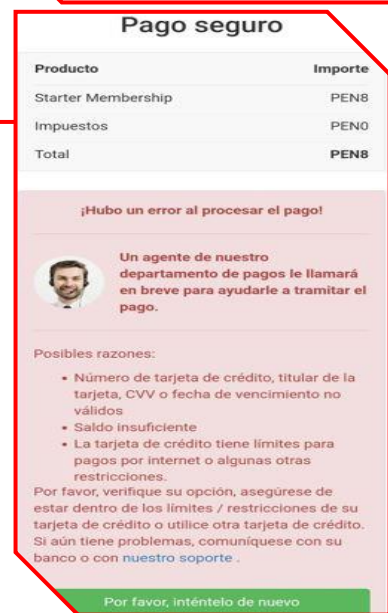 Pago seguro
Producto Importe
Starter Membership PEN8
Impuestos PEN0
Total PEN8
¡Hubo un error al procesar el pago!
Un agente de nuestro
departamento de pagos le llamará
en breve para ayudarle a tramitar el
pago.
Posibles razones:
• Número de tarjeta de crédito, titular de la
tarjeta, CVV o fecha de vencimiento no
válidos
• Saldo insuficiente
• La tarjeta de crédito tiene límites para
pagos por internet o algunas otras
restricciones.
Por favor, verifique su opción, asegúrese de
estar dentro de los límites / restricciones de su
tarjeta de crédito o utilice otra tarjeta de crédito.
Si aún tiene problemas, comuníquese con su
banco o con nuestro soporte .
Por favor, inténtelo de nuevo